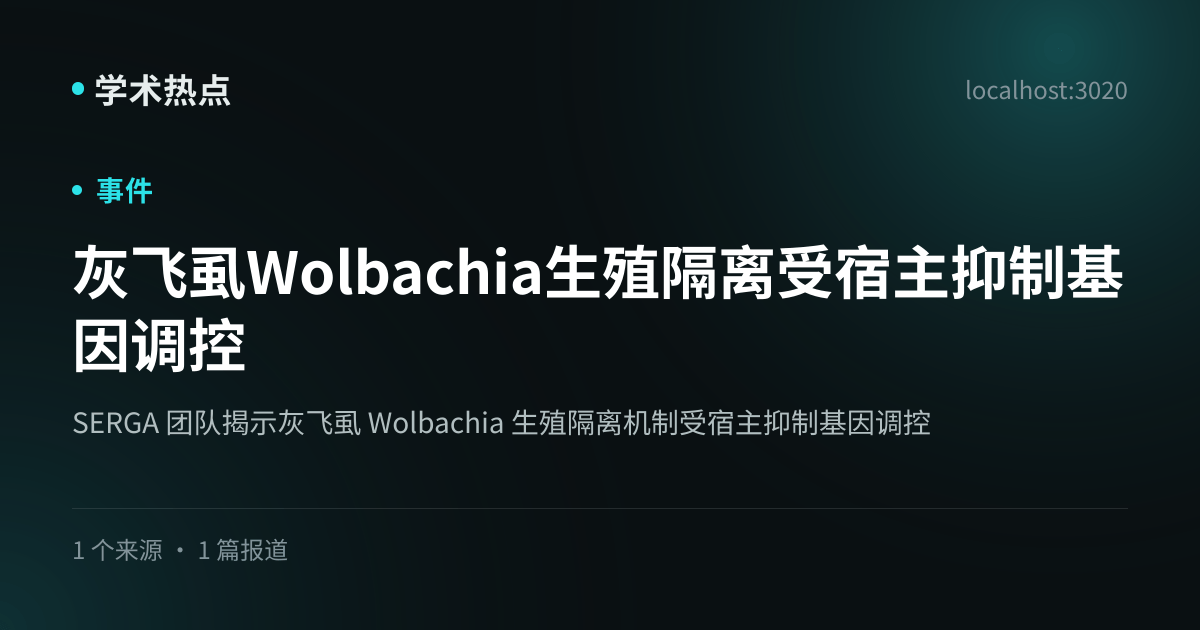 学术热点
localhost:3020
事件
灰飞虱Wolbachia生殖隔离受宿主抑制基
因调控
SERGA 团队揭示灰飞虱 Wolbachia 生殖隔离机制受宿主抑制基因调控
1 个来源 · 1 篇报道